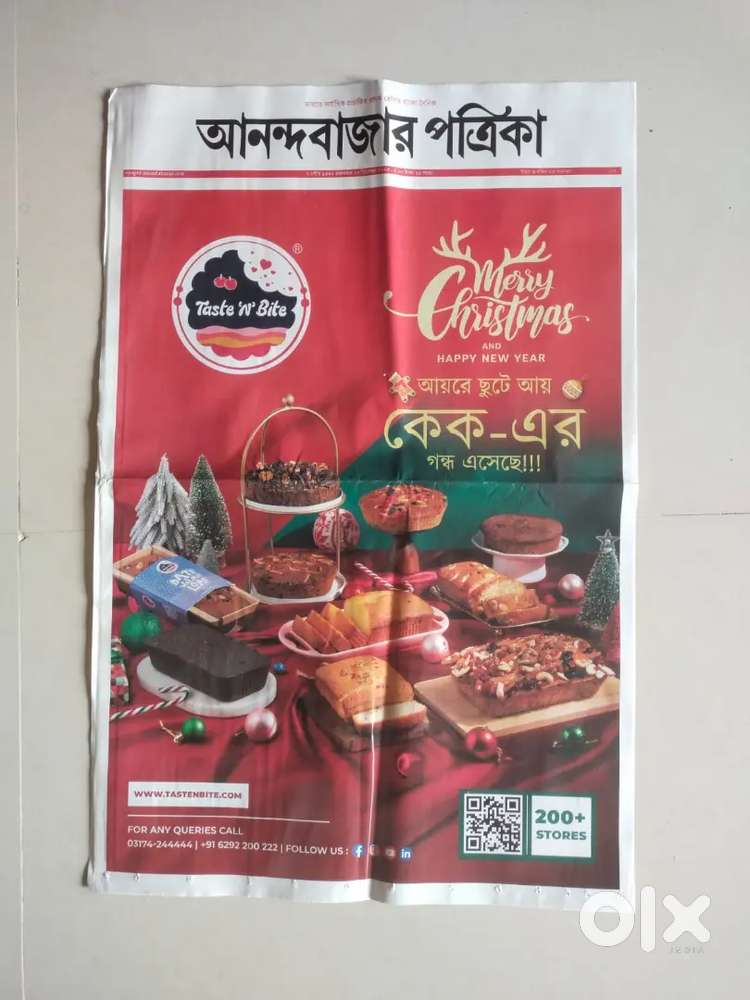 আনন্দবাজার পত্রিকা
Taste 'N' Bite
®
Merry
Christmas
AND
HAPPY NEW YEAR
আয়রে ছুটে আয়
কেক-এর
গন্ধ এসেছে!!!
WWW.TASTENBITE.COM
FOR ANY QUERIES CALL
03174-244444 | +91 6292 200 222 | FOLLOW US :
200+
STORES
olx
INDIA